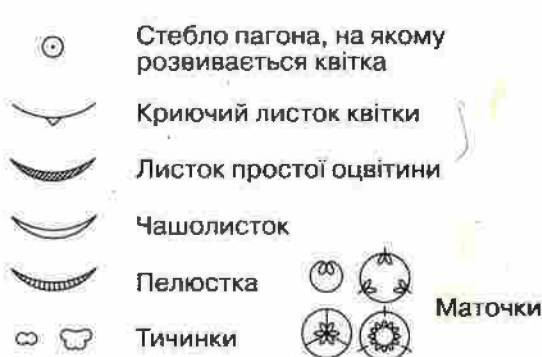 Стебло пагона, на якому
розвивається квітка
Криючий листок квітки
Листок простої оцвітини
Чашолисток
Пелюстка
Маточки
Тичинки